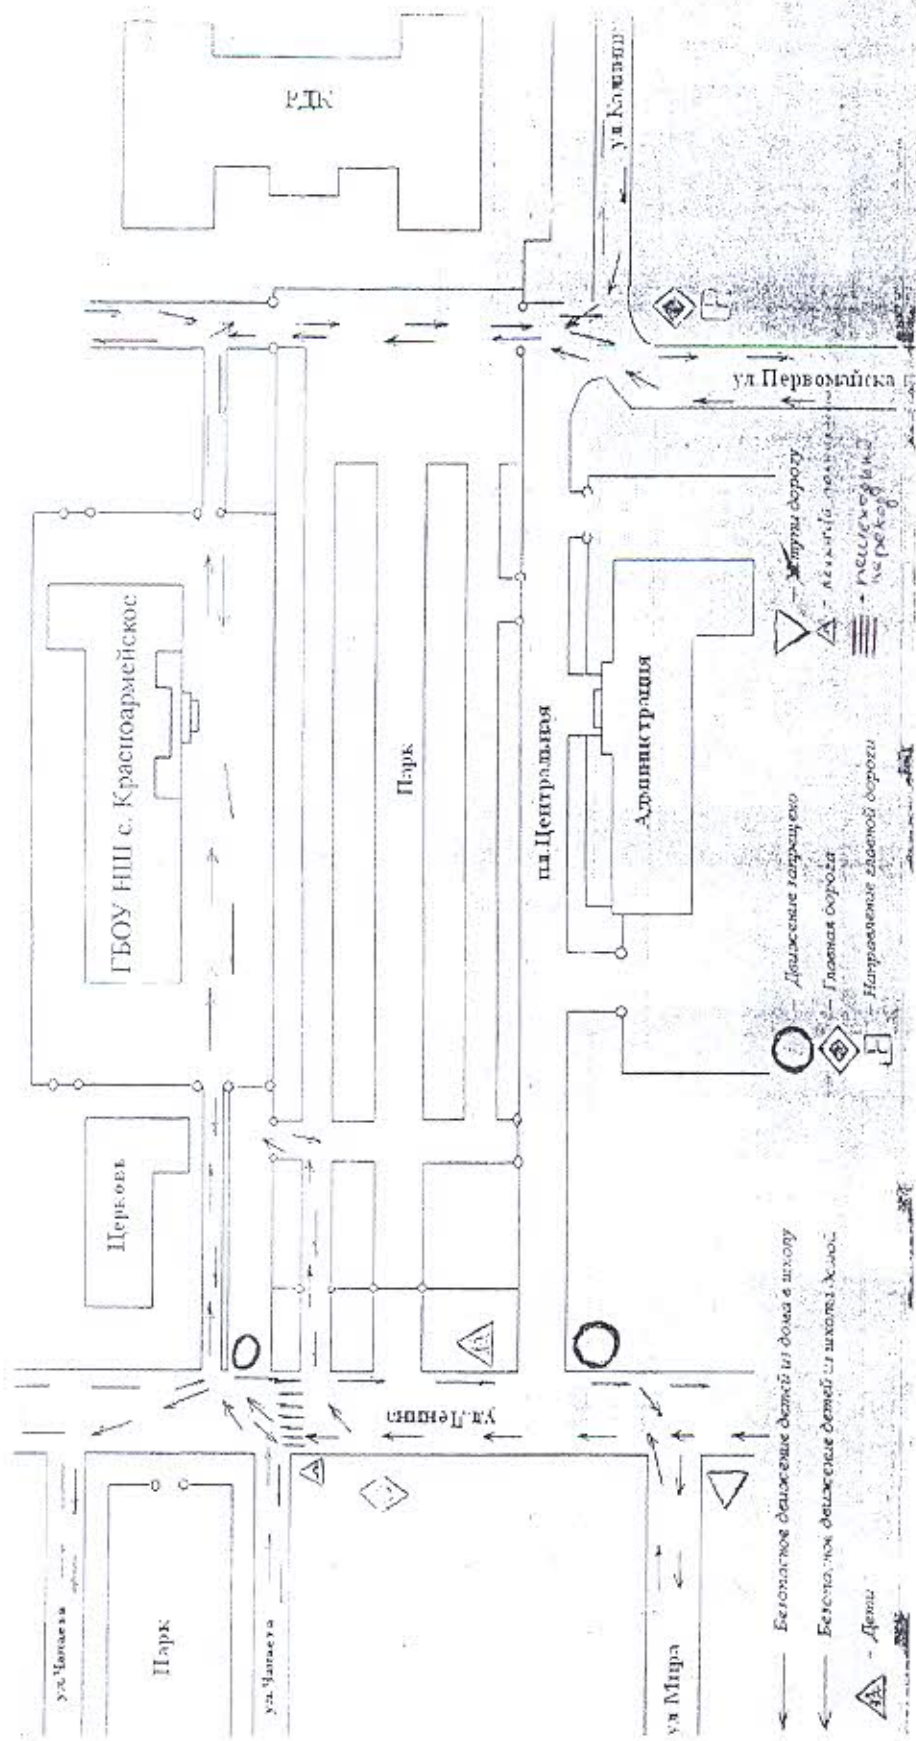 РДК
ул. Калинина
ул. Первомайская
ГБОУ НШ с. Красноармейское
Парк
пл. Центральная
Администрация
Церковь
ул. Ленина
ул. Чапаева
Парк
ул. Чапаева
ул. Мира
Безопасное движение детей из дома в школу
Безопасное движение детей из школы домой
- Дети
- Движение запрещено
- Главная дорога
- Направление главной дороги
- Уступи дорогу
- пешеходный
переход